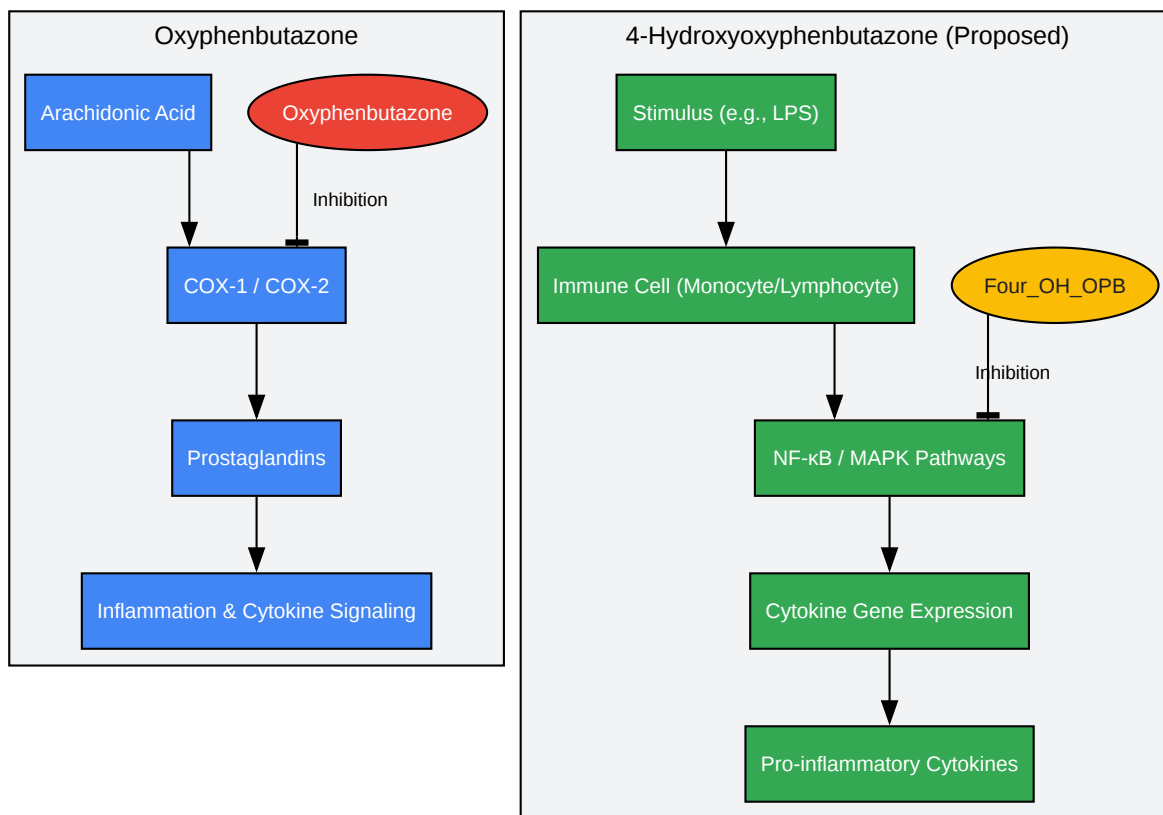 Oxyphenbutazone
Arachidonic Acid
Oxyphenbutazone
Inhibition
COX-1 / COX-2
Prostaglandins
Inflammation & Cytokine Signaling
4-Hydroxyoxyphenbutazone (Proposed)
Stimulus (e.g., LPS)
Immune Cell (Monocyte/Lymphocyte)
Four_OH_OPB
Inhibition
NF-κB / MAPK Pathways
Cytokine Gene Expression
Pro-inflammatory Cytokines